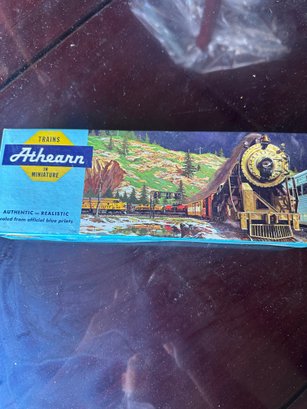 TRAINS
Athearn
IN
MINIATURE
AUTHENTIC — REALISTIC
scaled from official blue prints